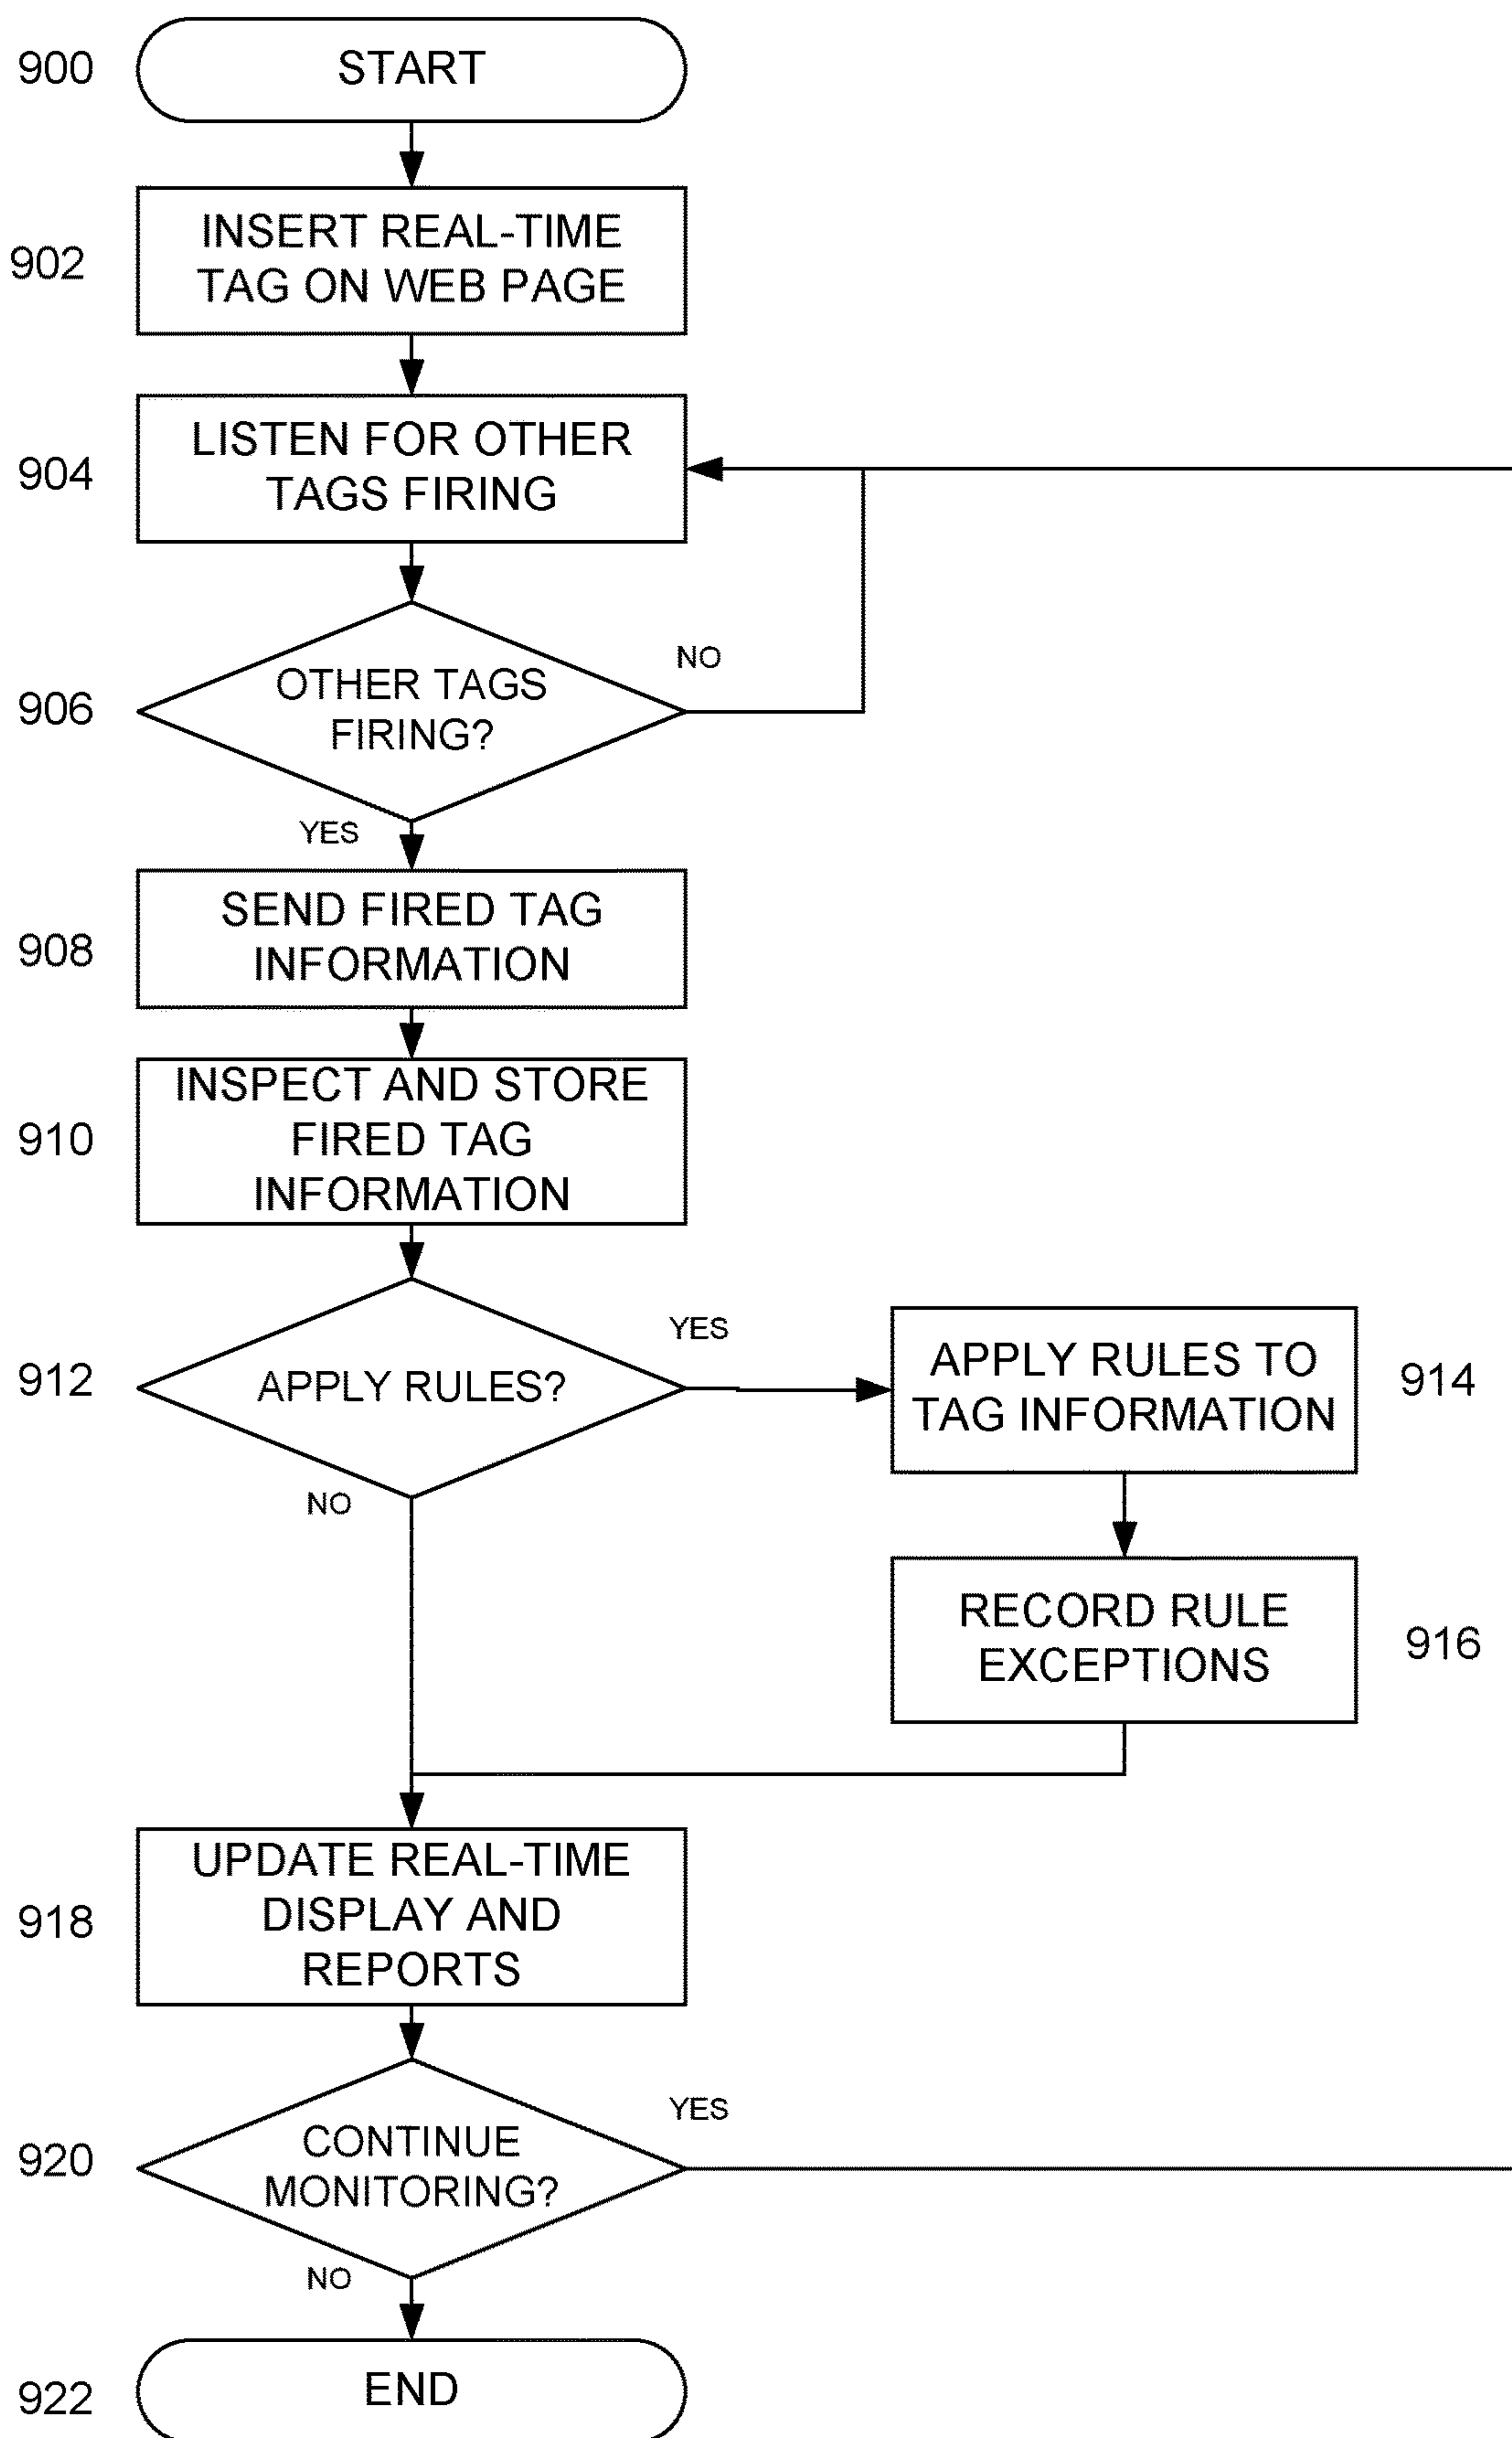 900
START
902
INSERT REAL-TIME
TAG ON WEB PAGE
904
LISTEN FOR OTHER
TAGS FIRING
906
OTHER TAGS
FIRING?
NO
YES
908
SEND FIRED TAG
INFORMATION
910
INSPECT AND STORE
FIRED TAG
INFORMATION
912
APPLY RULES?
YES
NO
APPLY RULES TO
TAG INFORMATION
914
RECORD RULE
EXCEPTIONS
916
918
UPDATE REAL-TIME
DISPLAY AND
REPORTS
920
CONTINUE
MONITORING?
YES
NO
922
END